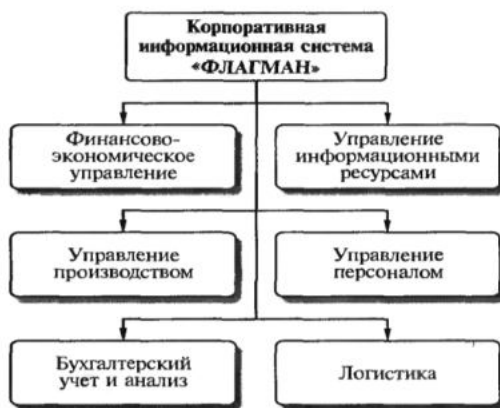 Корпоративная
информационная система
«ФЛАГМАН»
Финансово-
экономическое
управление
Управление
информационными
ресурсами
Управление
производством
Управление
персоналом
Бухгалтерский
учет и анализ
Логистика